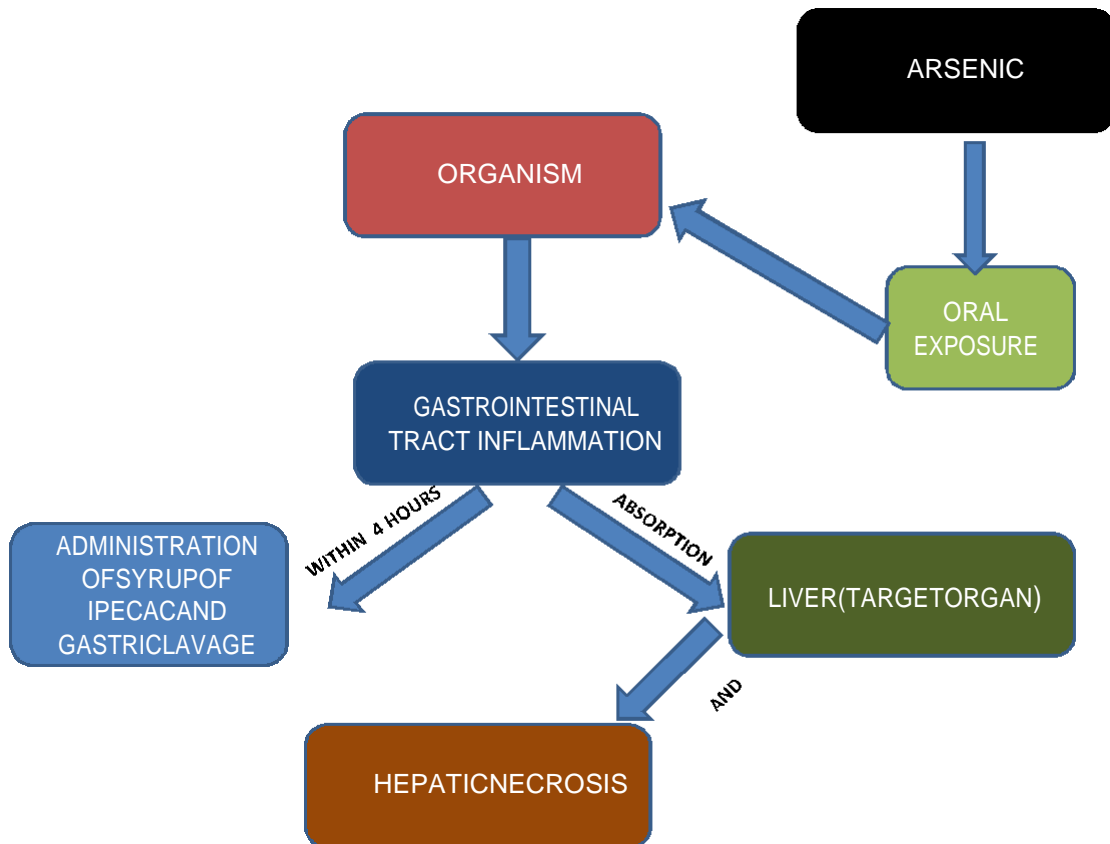 ARSENIC
ORGANISM
ORAL
EXPOSURE
GASTROINTESTINAL
TRACT INFLAMMATION
WITHIN 4 HOURS
ABSORPTION
ADMINISTRATION
OFSYRUPOF
IPECACAND
GASTRICLAVAGE
LIVER(TARGETORGAN)
AND
HEPATICNECROSIS